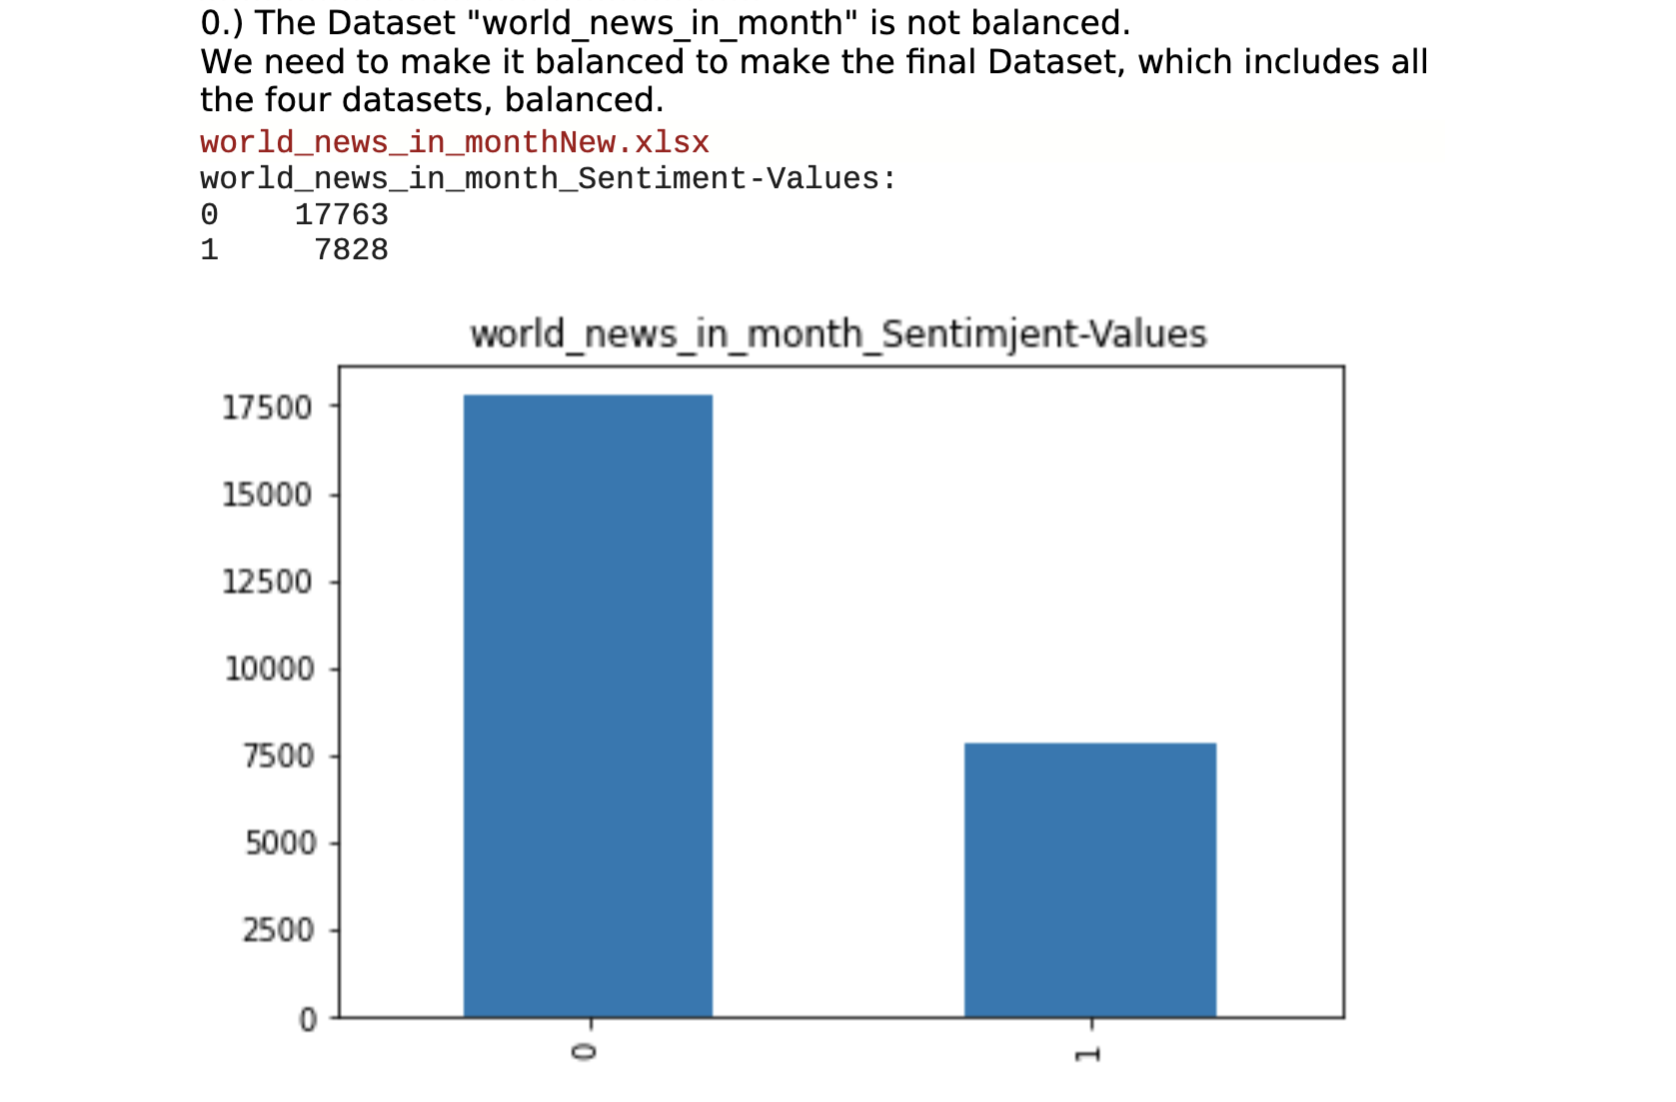 0.) The Dataset "world_news_in_month" is not balanced.
We need to make it balanced to make the final Dataset, which includes all
the four datasets, balanced.
world_news_in_monthNew.xlsx
world_news_in_month_Sentiment-Values:
0 17763
1 7828
world_news_in_month_Sentimjent-Values
17500
15000
12500
10000
7500
5000
2500
0
0 1